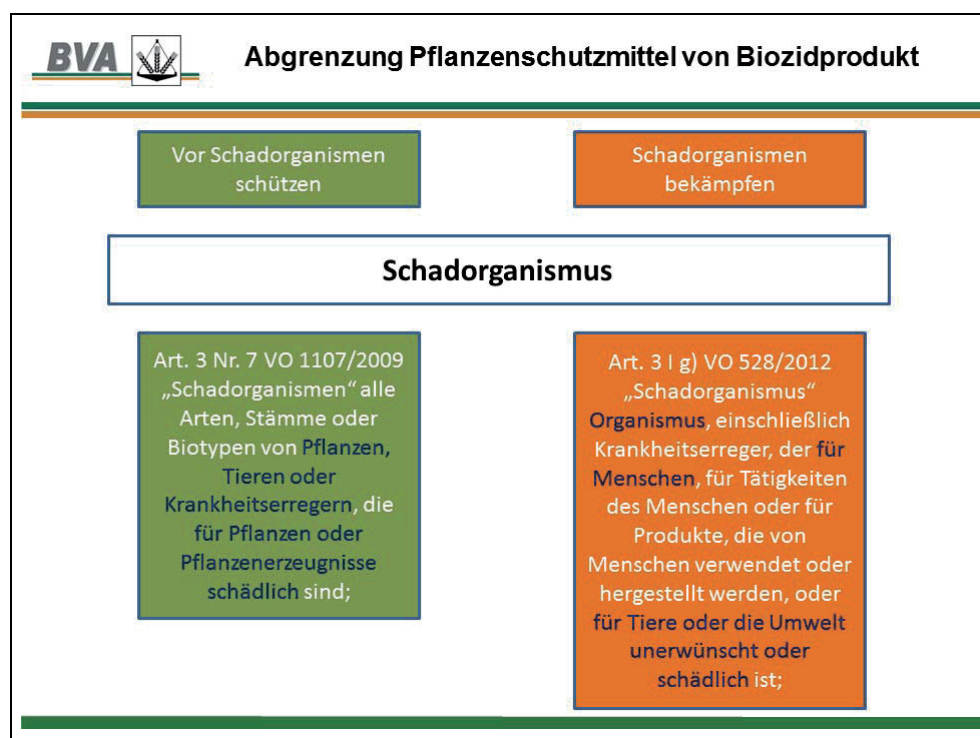 BVA
Abgrenzung Pflanzenschutzmittel von Biozidprodukt
Vor Schadorganismen
schützen
Schadorganismen
bekämpfen
Schadorganismus
Art. 3 Nr. 7 VO 1107/2009
„Schadorganismen“ alle
Arten, Stämme oder
Biotypen von Pflanzen,
Tieren oder
Krankheitserregern, die
für Pflanzen oder
Pflanzenerzeugnisse
schädlich sind;
Art. 3 I g) VO 528/2012
„Schadorganismus“
Organismus, einschließlich
Krankheitserreger, der für
Menschen, für Tätigkeiten
des Menschen oder für
Produkte, die von
Menschen verwendet oder
hergestellt werden, oder
für Tiere oder die Umwelt
unerwünscht oder
schädlich ist;